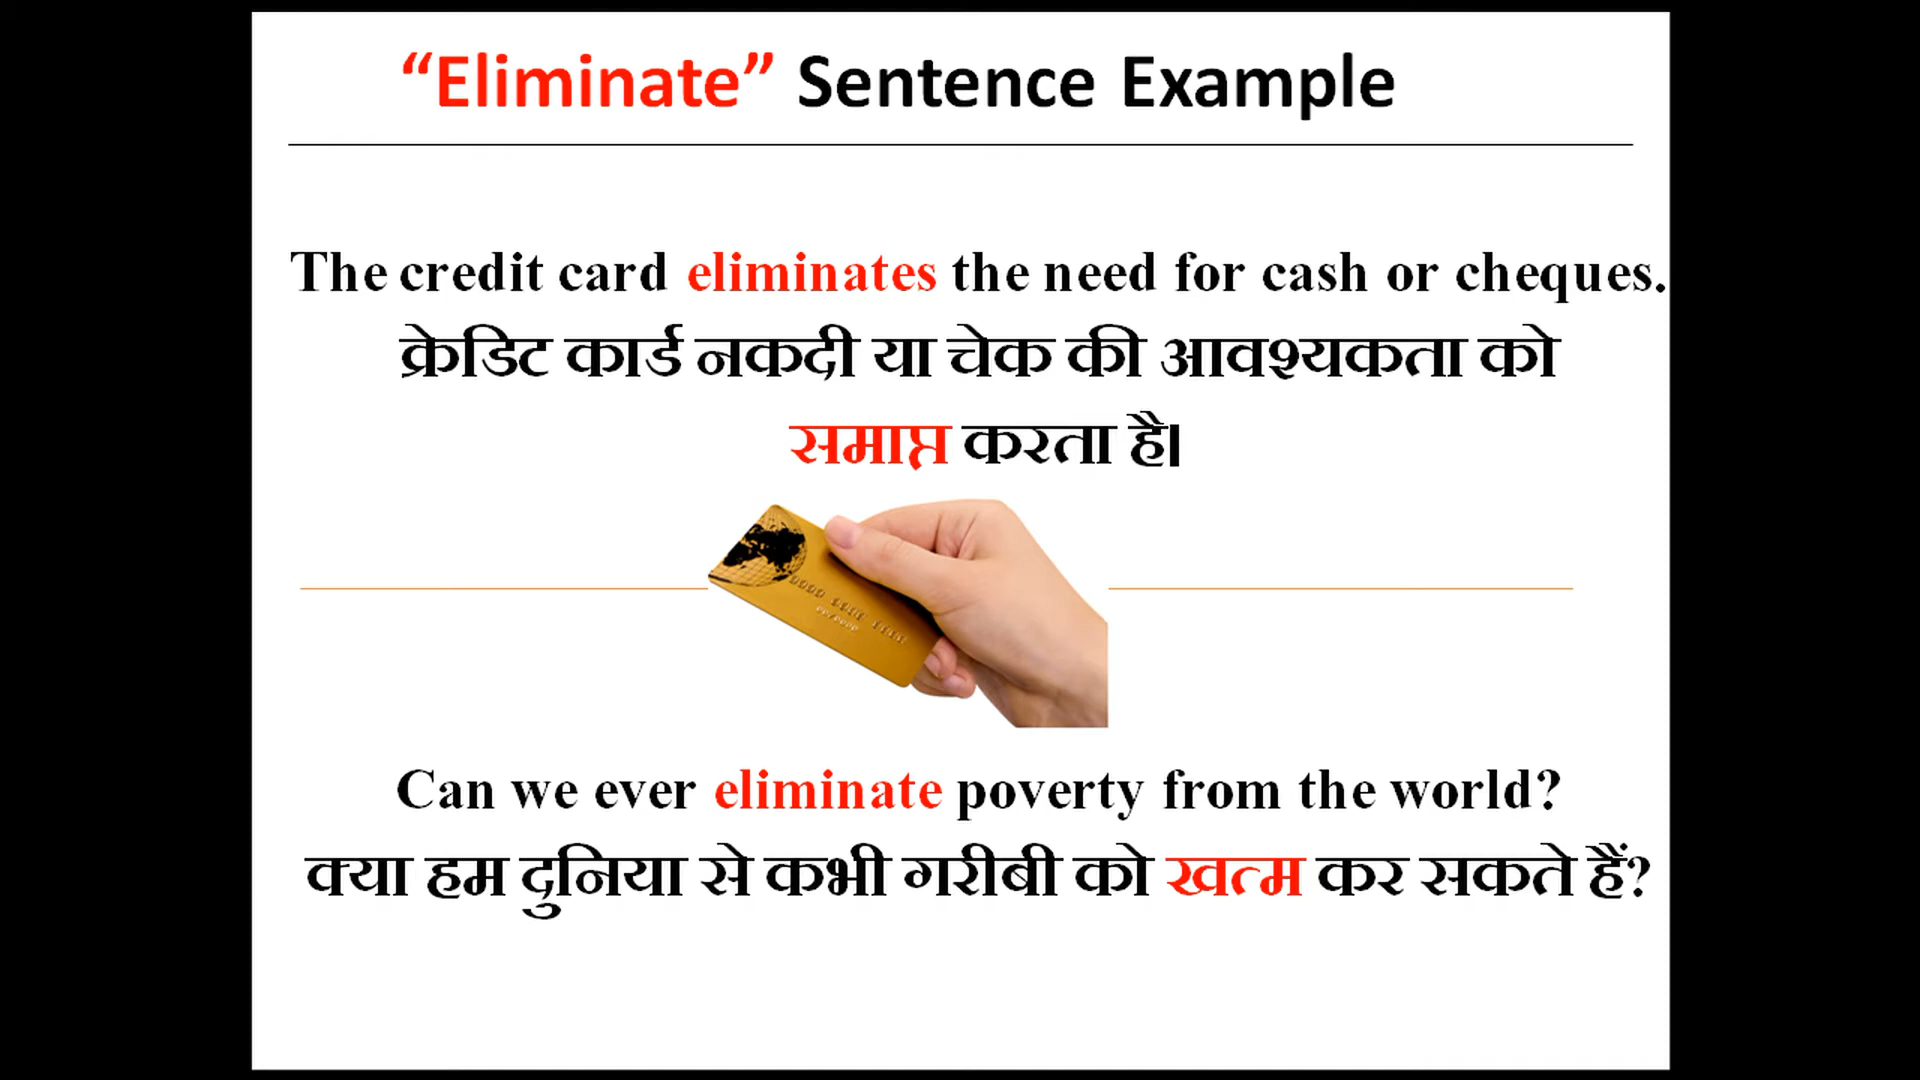 “Eliminate” Sentence Example
The credit card eliminates the need for cash or cheques.
क्रेडिट कार्ड नकदी या चेक की आवश्यकता को
समाप्त करता है।
Can we ever eliminate poverty from the world?
क्या हम दुनिया से कभी गरीबी को खत्म कर सकते हैं?